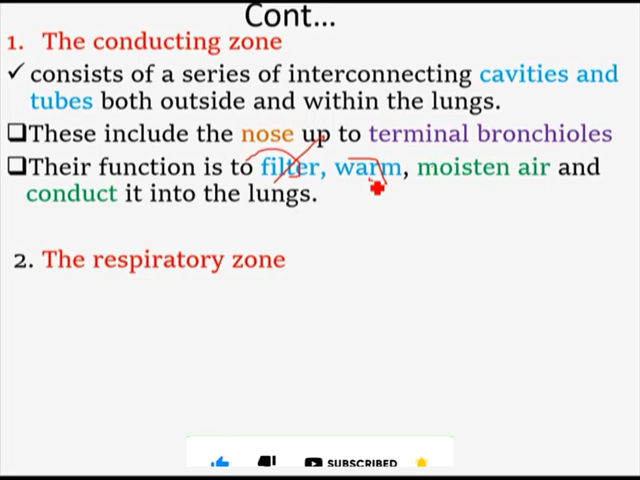 Cont...
1. The conducting zone
✓ consists of a series of interconnecting cavities and
tubes both outside and within the lungs.
❑These include the nose up to terminal bronchioles
❑Their function is to filter, warm, moisten air and
conduct it into the lungs.
2. The respiratory zone
SUBSCRIBED